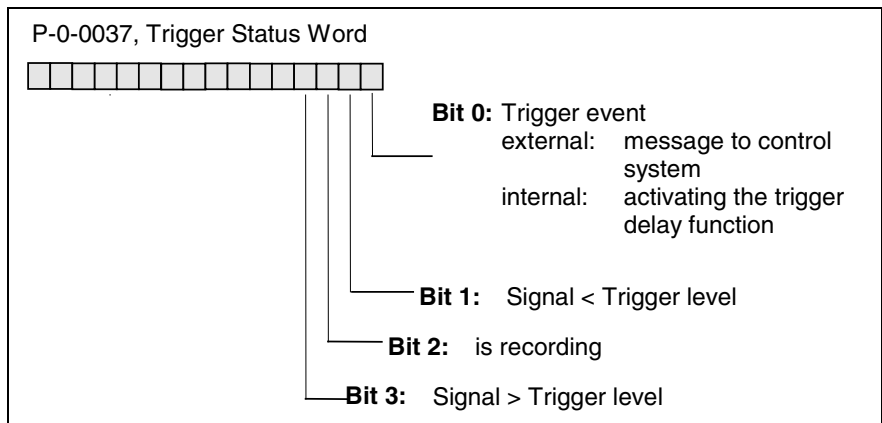 P-0-0037, Trigger Status Word
Bit 0: Trigger event
external: message to control
system
internal: activating the trigger
delay function
Bit 1: Signal < Trigger level
Bit 2: is recording
Bit 3: Signal > Trigger level